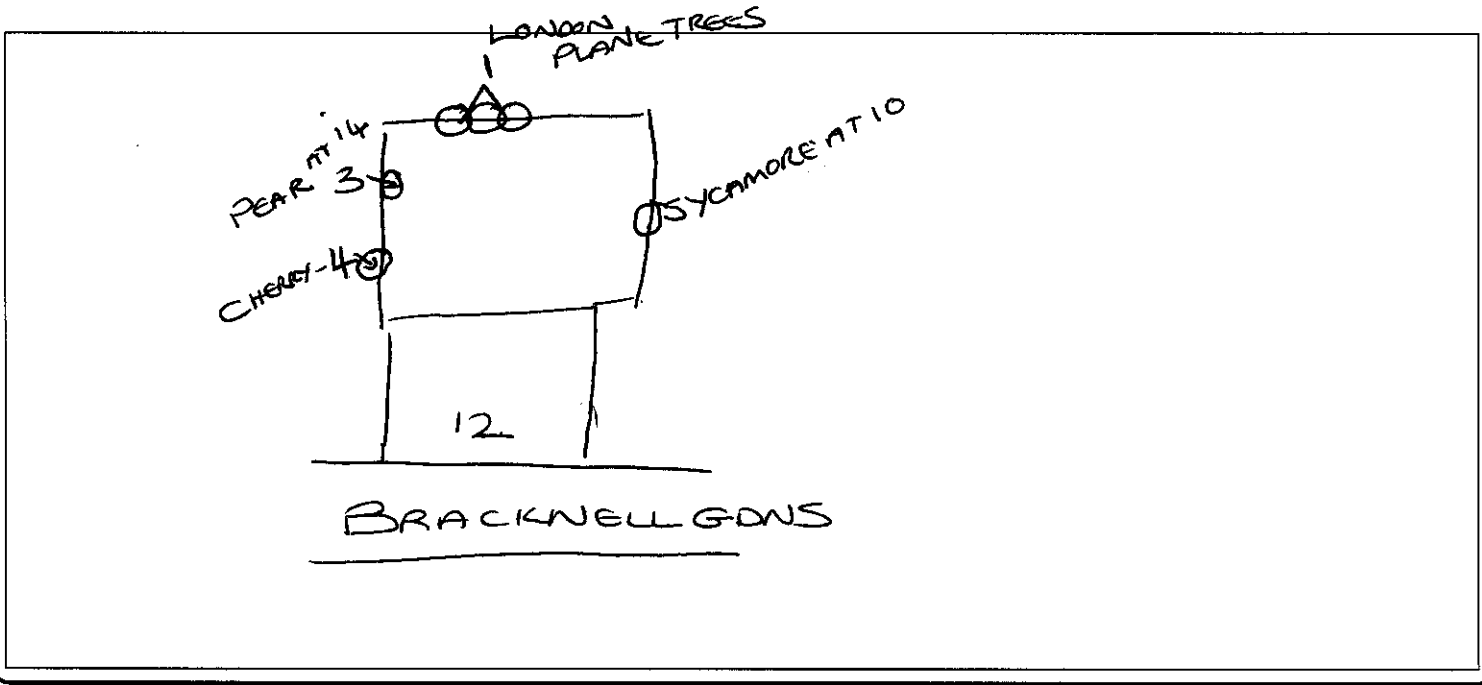 LONDON
PLANE TREES
1
PEAR AT 14
3
SYCAMORE AT 10
CHERRY-4
12
BRACKNELL GDNS